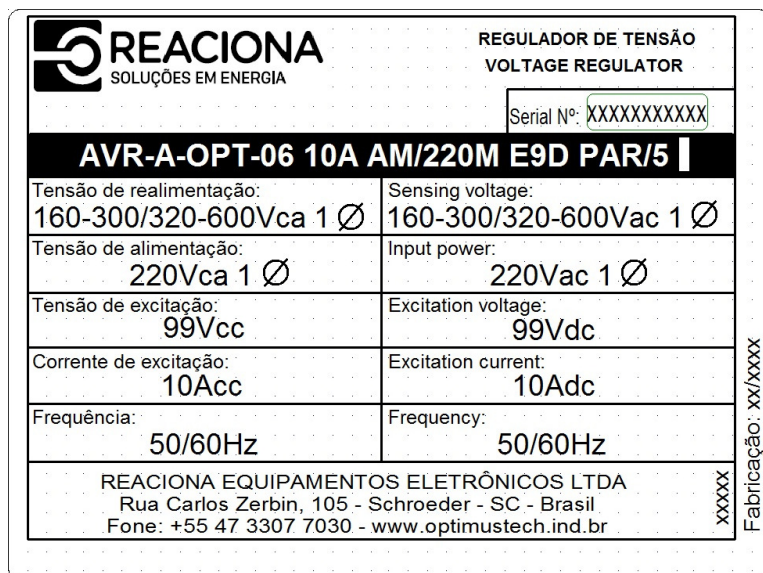 REACIONA
SOLUÇÕES EM ENERGIA
REGULADOR DE TENSÃO
VOLTAGE REGULATOR
Serial Nº: XXXXXXXXXXX
AVR-A-OPT-06 10A AM/220M E9D PAR/5
Tensão de realimentação:
160-300/320-600Vca 1 Ø
Sensing voltage:
160-300/320-600Vac 1 Ø
Tensão de alimentação:
220Vca 1 Ø
Input power:
220Vac 1 Ø
Tensão de excitação:
99Vcc
Excitation voltage:
99Vdc
Corrente de excitação:
10Acc
Excitation current:
10Adc
Frequência:
50/60Hz
Frequency:
50/60Hz
REACIONA EQUIPAMENTOS ELETRÔNICOS LTDA
Rua Carlos Zerbin, 105 - Schroeder - SC - Brasil
Fone: +55 47 3307 7030 - www.optimustech.ind.br
XXXXX
Fabricação: xx/xxxx